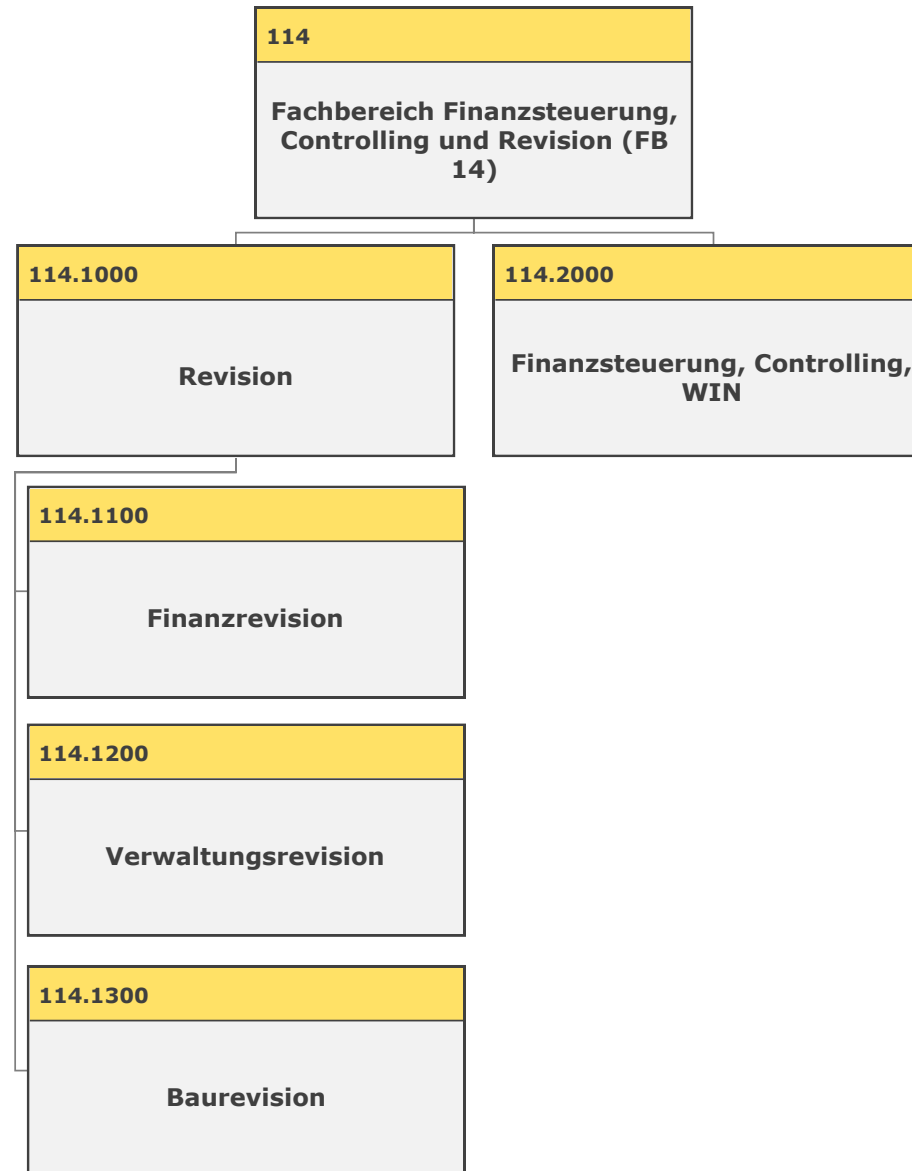 114
Fachbereich Finanzsteuerung,
Controlling und Revision (FB
14)
114.1000
Revision
114.2000
Finanzsteuerung, Controlling,
WIN
114.1100
Finanzrevision
114.1200
Verwaltungsrevision
114.1300
Baurevision